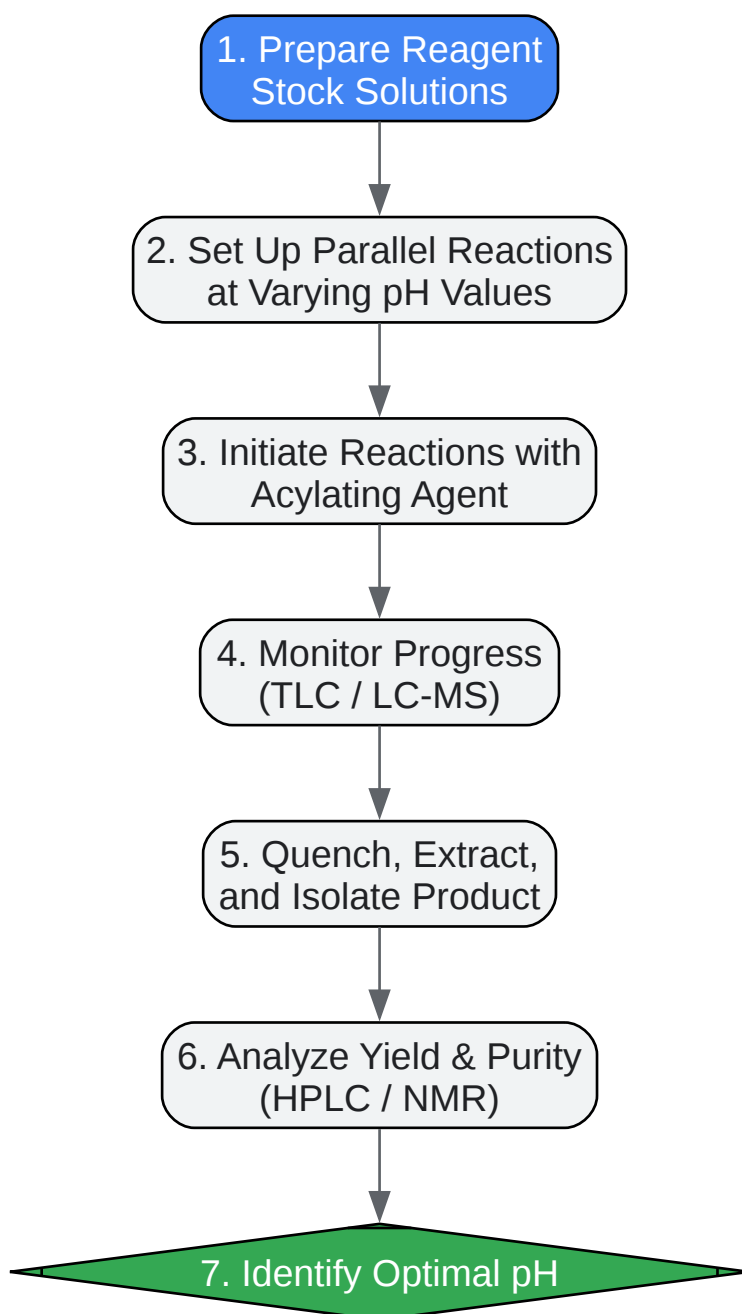 1. Prepare Reagent
Stock Solutions
2. Set Up Parallel Reactions
at Varying pH Values
3. Initiate Reactions with
Acylating Agent
4. Monitor Progress
(TLC / LC-MS)
5. Quench, Extract,
and Isolate Product
6. Analyze Yield & Purity
(HPLC / NMR)
7. Identify Optimal pH